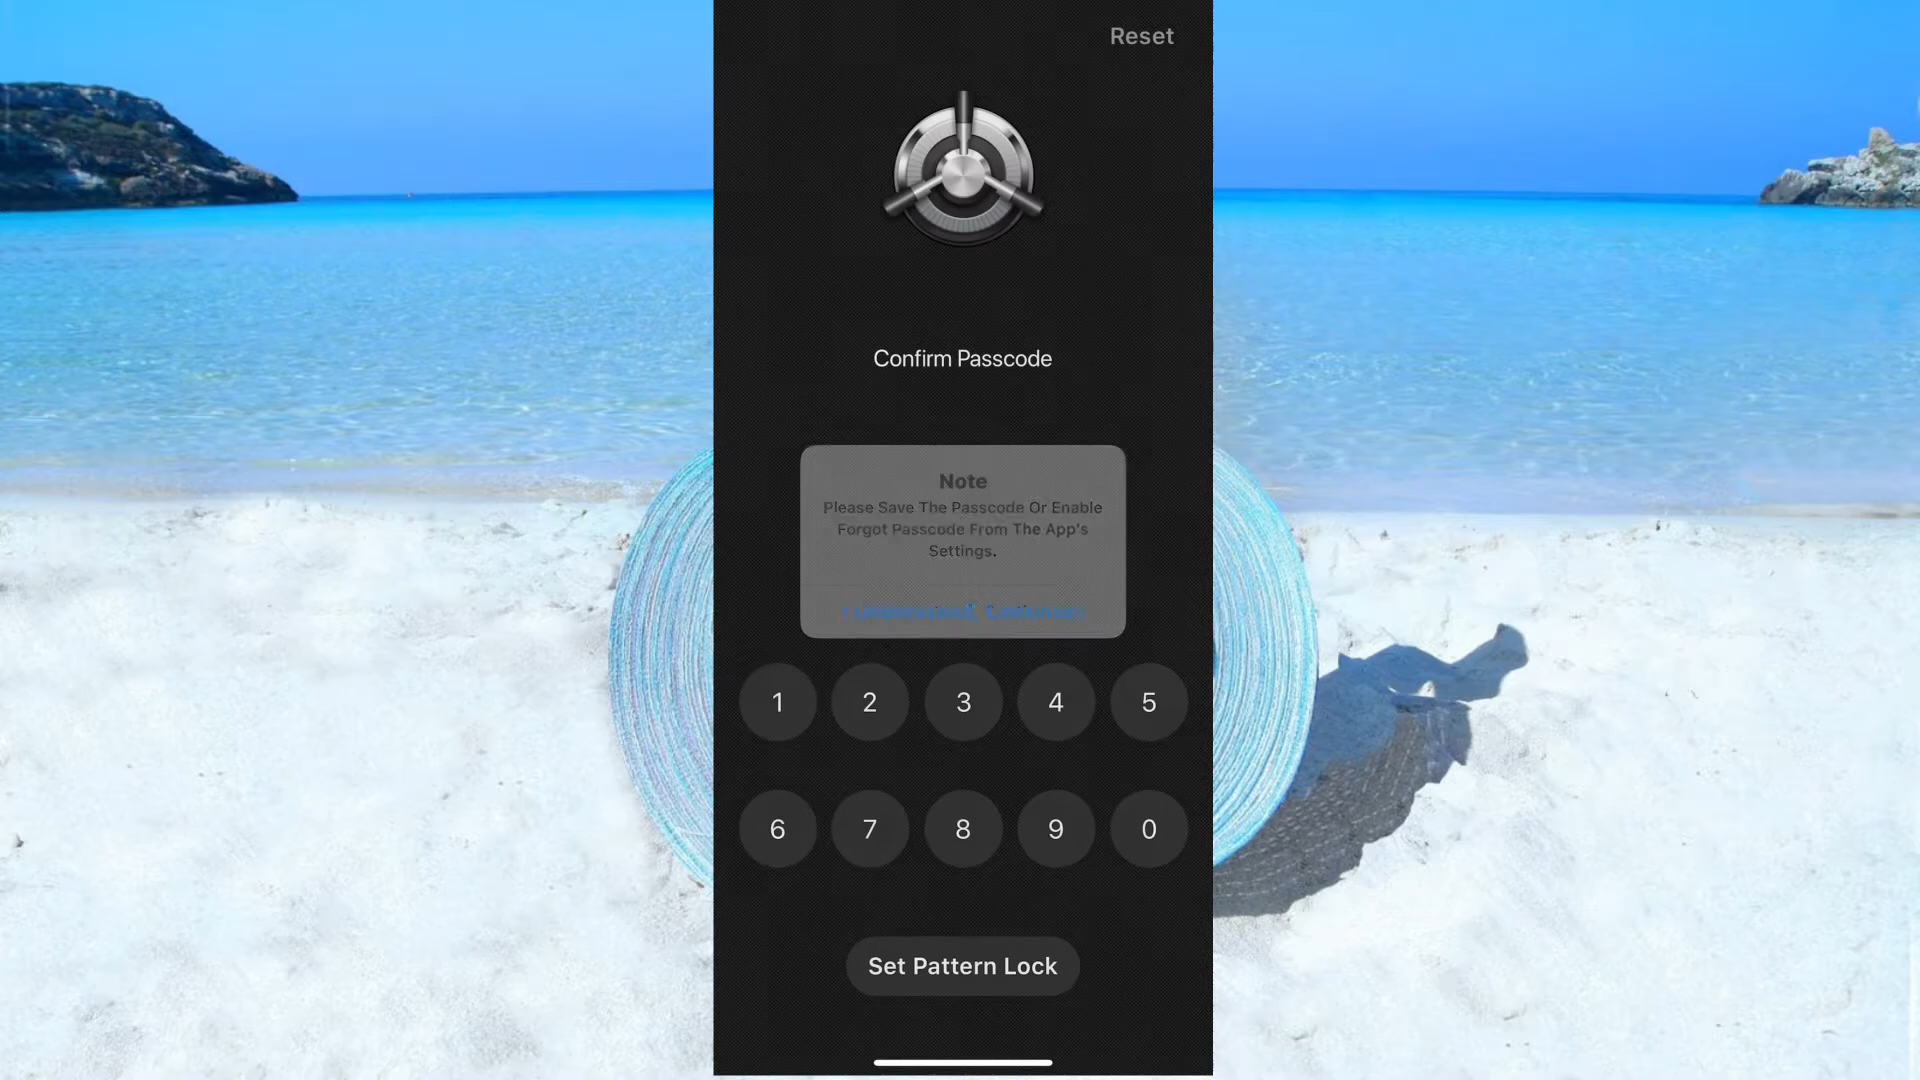 Reset
Confirm Passcode
Note
Please Save The Passcode Or Enable
Forgot Passcode From The App's
Settings.
1 2 3 4 5
6 7 8 9 0
Set Pattern Lock